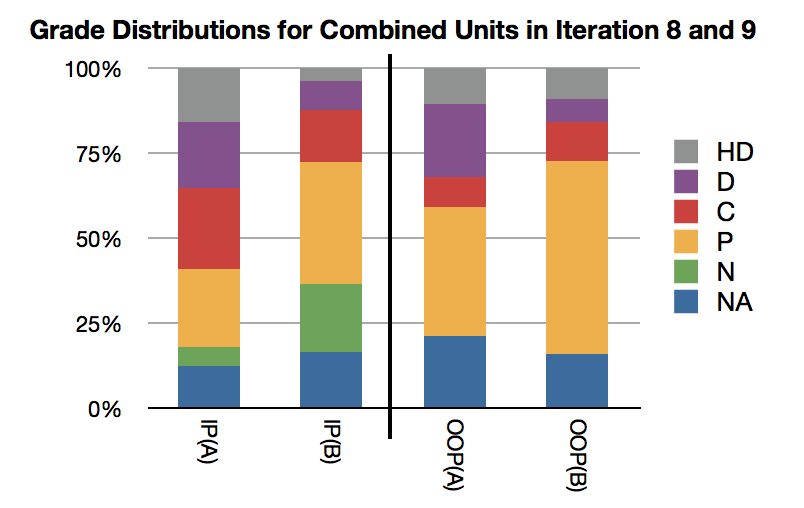 Grade Distributions for Combined Units in Iteration 8 and 9
100%
75%
50%
25%
0%
IP(A)
IP(B)
OOP(A)
OOP(B)
HD
D
C
P
N
NA